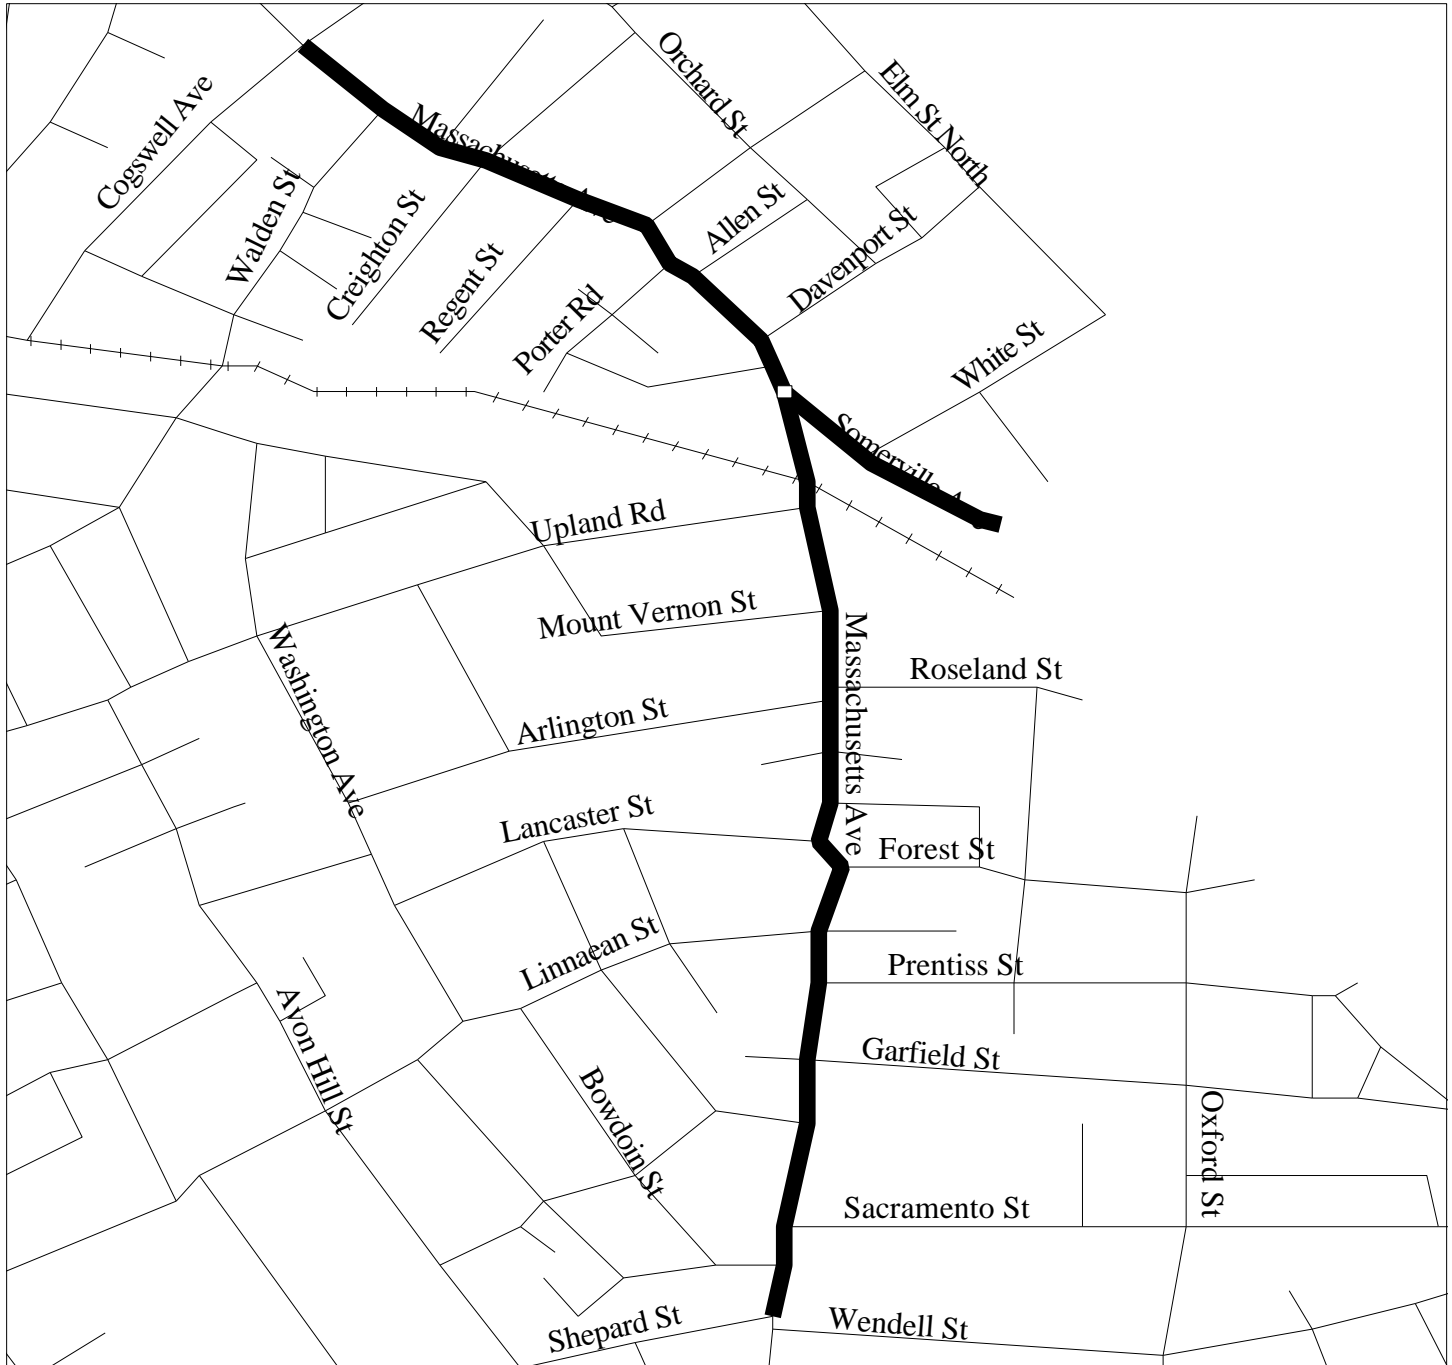 Orchard St
Elm St North
Cogswell Ave
Massachusetts Ave
Walden St
Creighton St
Allen St
Davenport St
Regent St
Porter Rd
White St
Somerville
Upland Rd
Mount Vernon St
Massachusetts Ave
Roseland St
Washington Ave
Arlington St
Lancaster St
Forest St
Linnaean St
Prentiss St
Avon Hill St
Garfield St
Bowdoin St
Oxford St
Sacramento St
Shepard St
Wendell St